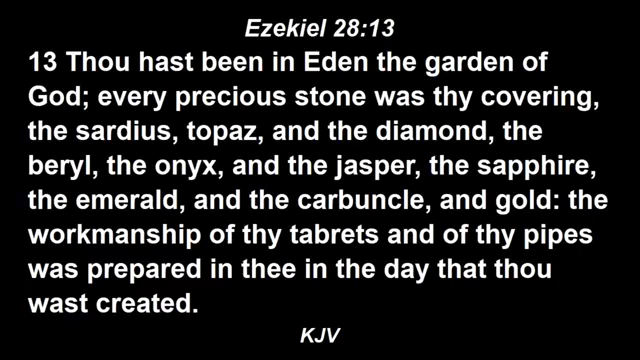 Ezekiel 28:13
13 Thou hast been in Eden the garden of
God; every precious stone was thy covering,
the sardius, topaz, and the diamond, the
beryl, the onyx, and the jasper, the sapphire,
the emerald, and the carbuncle, and gold: the
workmanship of thy tabrets and of thy pipes
was prepared in thee in the day that thou
wast created.
KJV